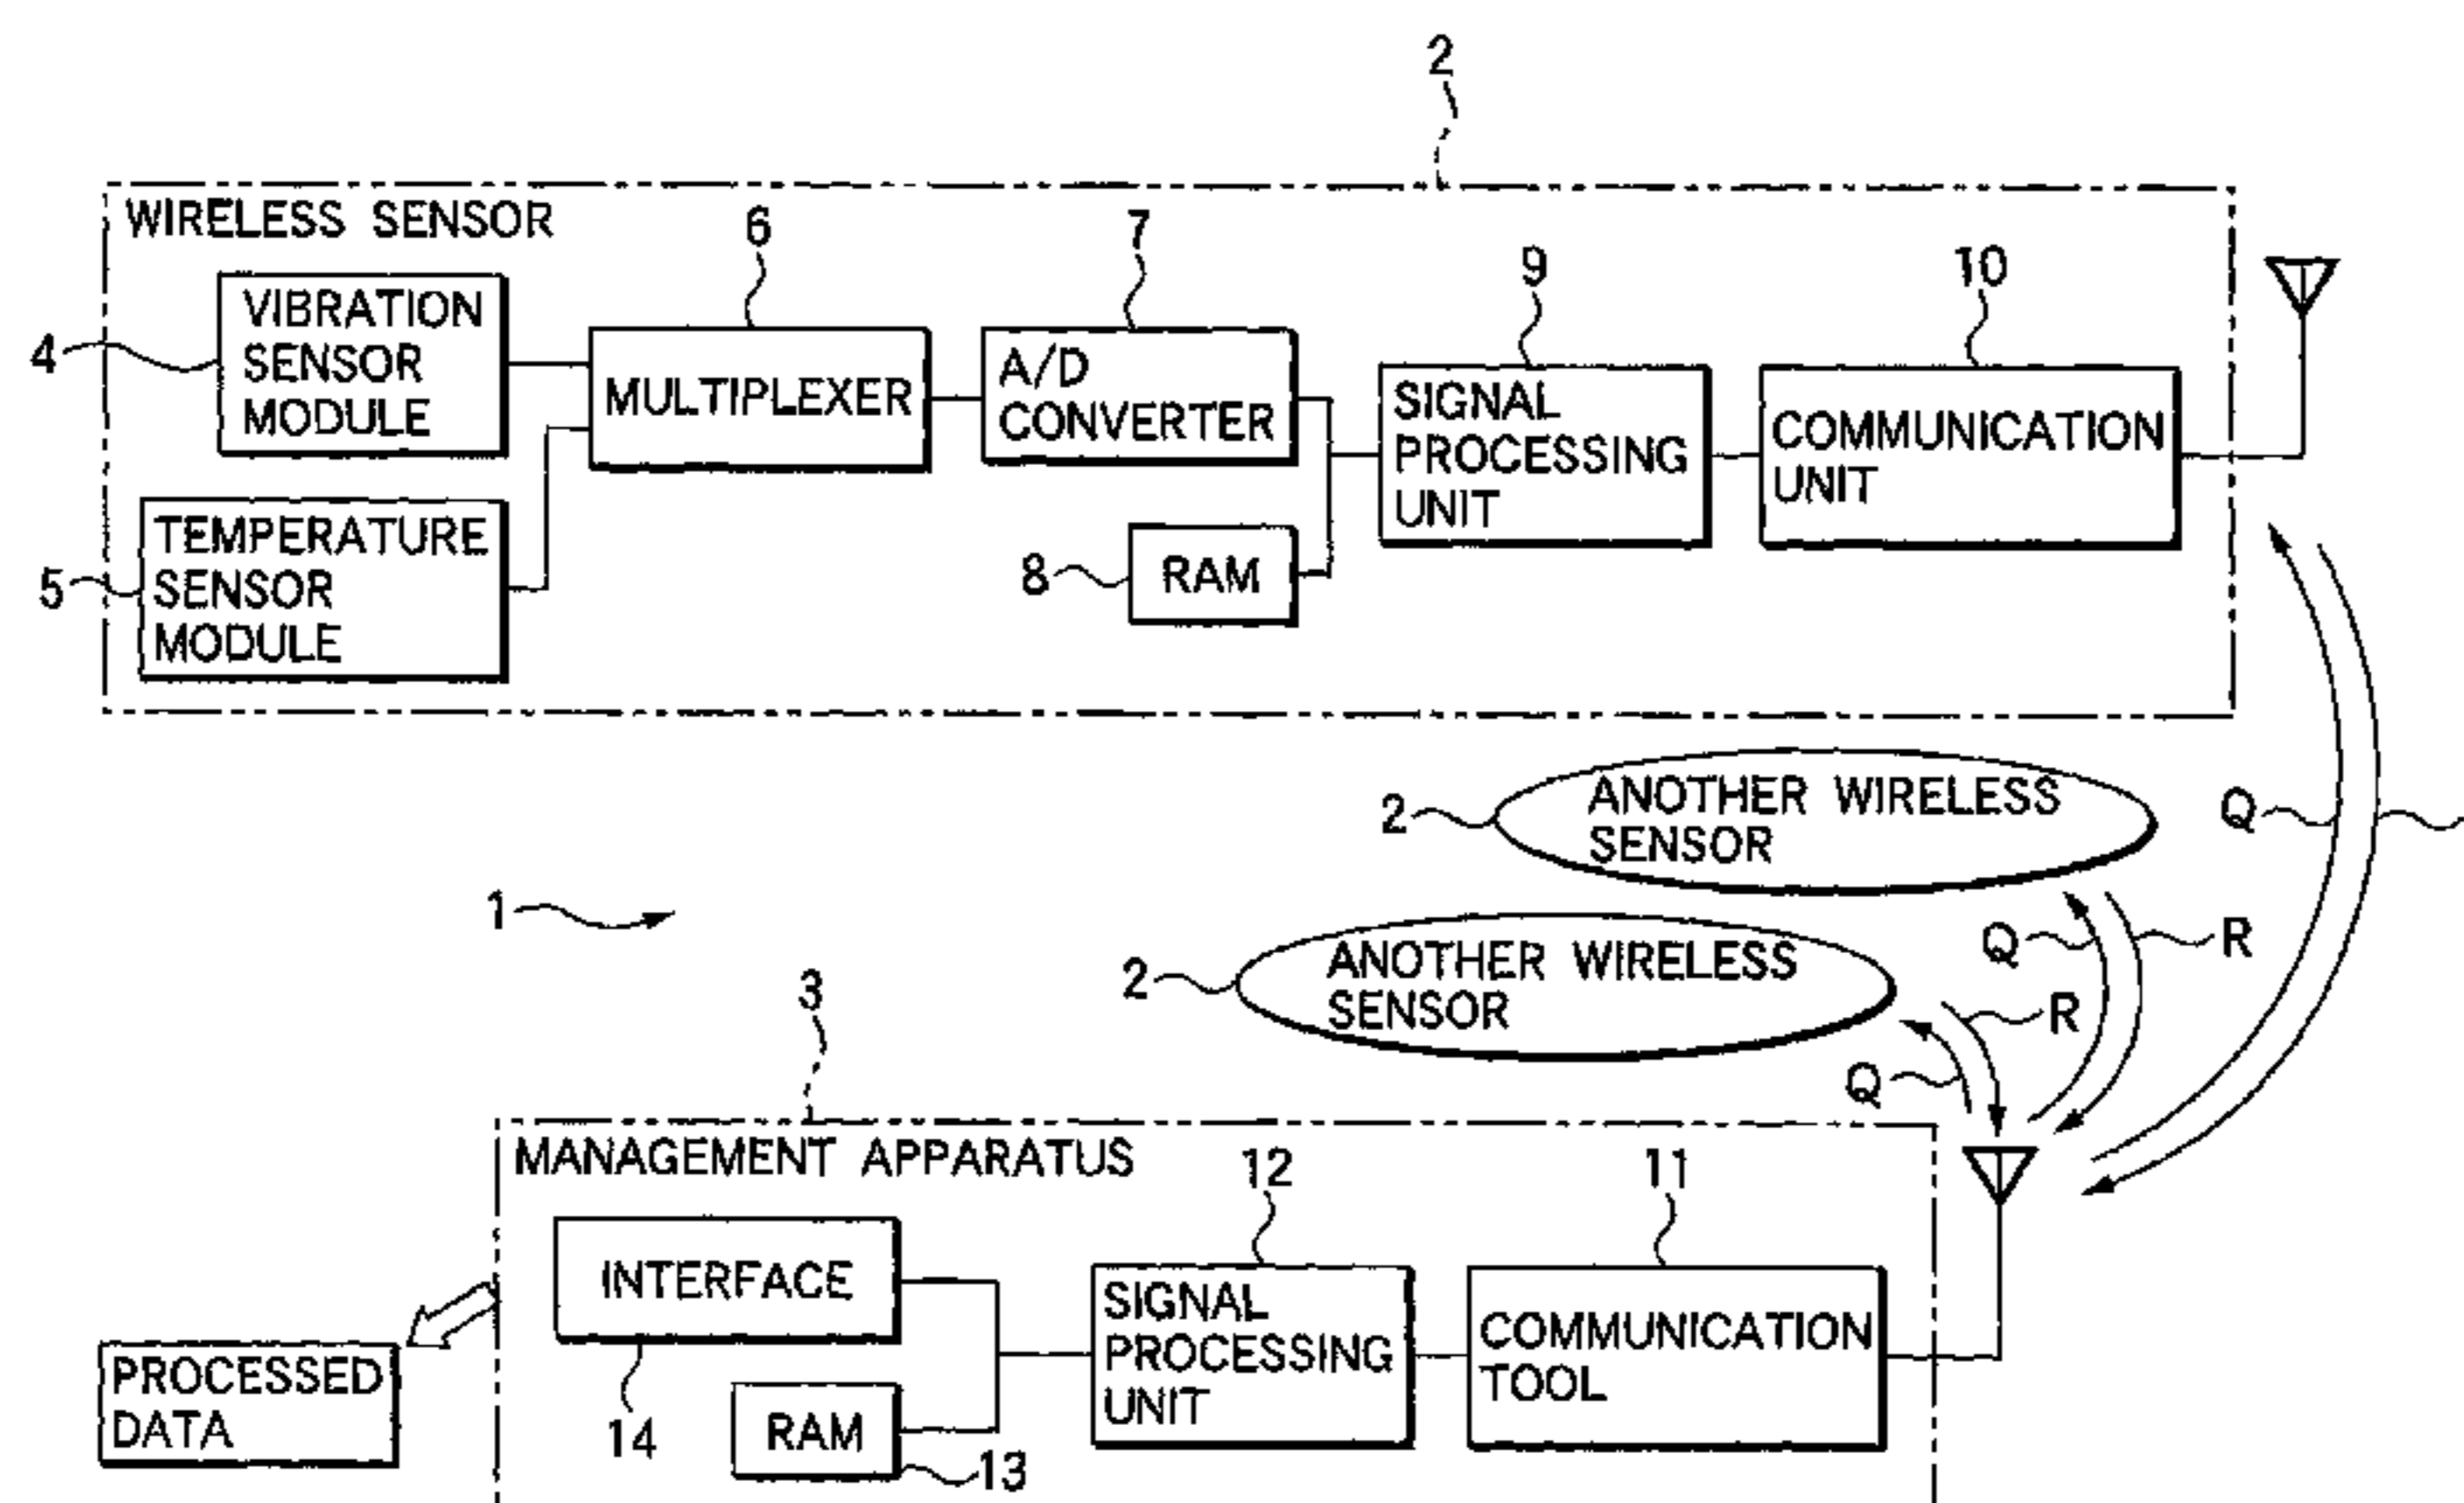 2
WIRELESS SENSOR
6
7
9
10
VIBRATION
SENSOR
MODULE
4
MULTIPLEXER
A/D
CONVERTER
SIGNAL
PROCESSING
UNIT
COMMUNICATION
UNIT
TEMPERATURE
SENSOR
MODULE
5
8
RAM
2
ANOTHER WIRELESS
SENSOR
Q
1
2
ANOTHER WIRELESS
SENSOR
Q
R
R
Q
3
MANAGEMENT APPARATUS
12
11
INTERFACE
SIGNAL
PROCESSING
UNIT
COMMUNICATION
TOOL
PROCESSED
DATA
14
RAM
13